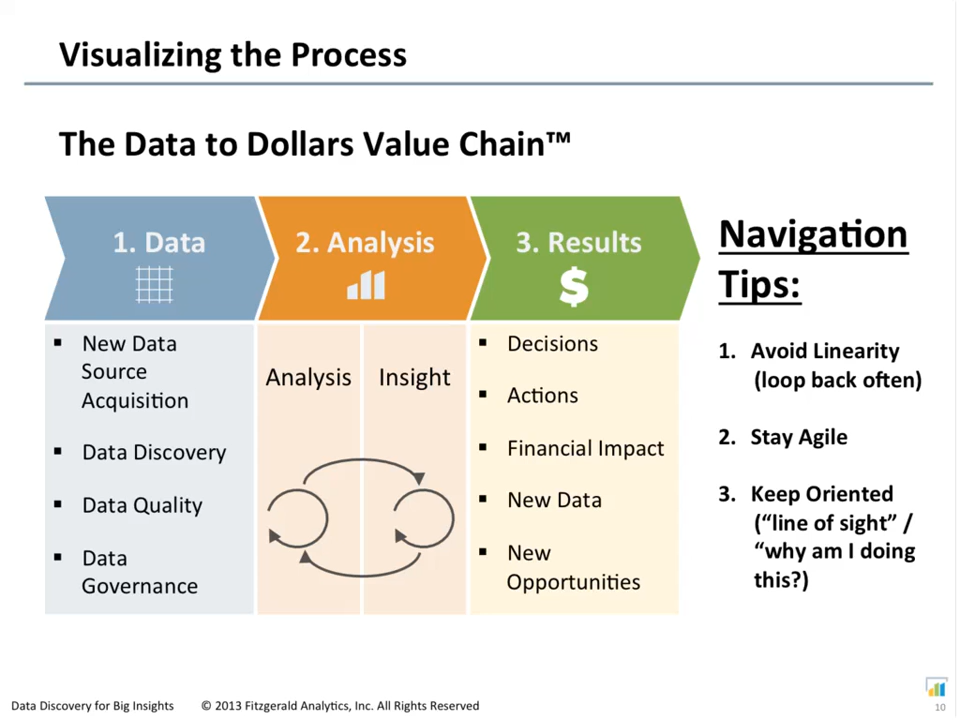 Visualizing the Process
The Data to Dollars Value Chain™
1. Data
2. Analysis
3. Results
$
▪ New Data
Source
Acquisition
▪ Data Discovery
▪ Data Quality
▪ Data
Governance
Analysis
Insight
▪ Decisions
▪ Actions
▪ Financial Impact
▪ New Data
▪ New
Opportunities
Navigation
Tips:
1. Avoid Linearity
(loop back often)
2. Stay Agile
3. Keep Oriented
(“line of sight” /
“why am I doing
this?)
Data Discovery for Big Insights
© 2013 Fitzgerald Analytics, Inc. All Rights Reserved
10